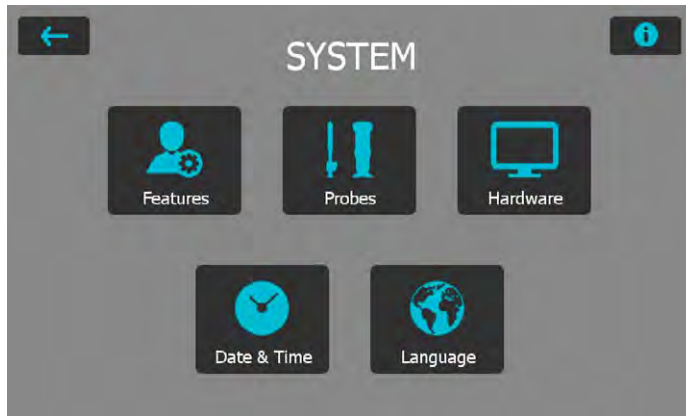 SYSTEM
Features
Probes
Hardware
Date & Time
Language